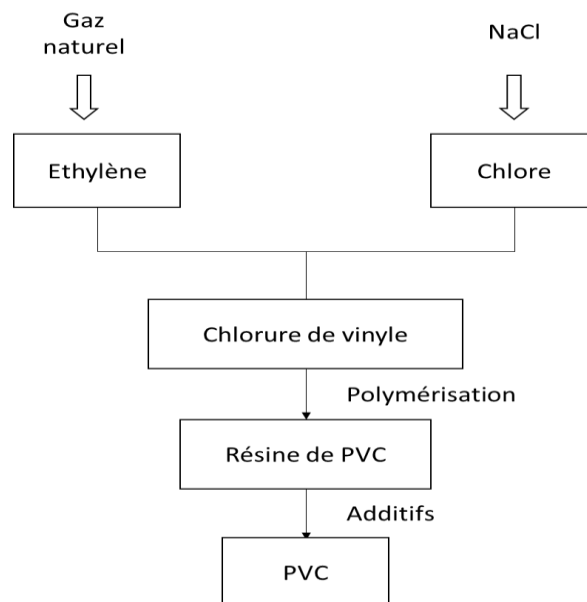 Gaz
naturel
NaCl
Ethylène
Chlore
Chlorure de vinyle
Polymérisation
Résine de PVC
Additifs
PVC